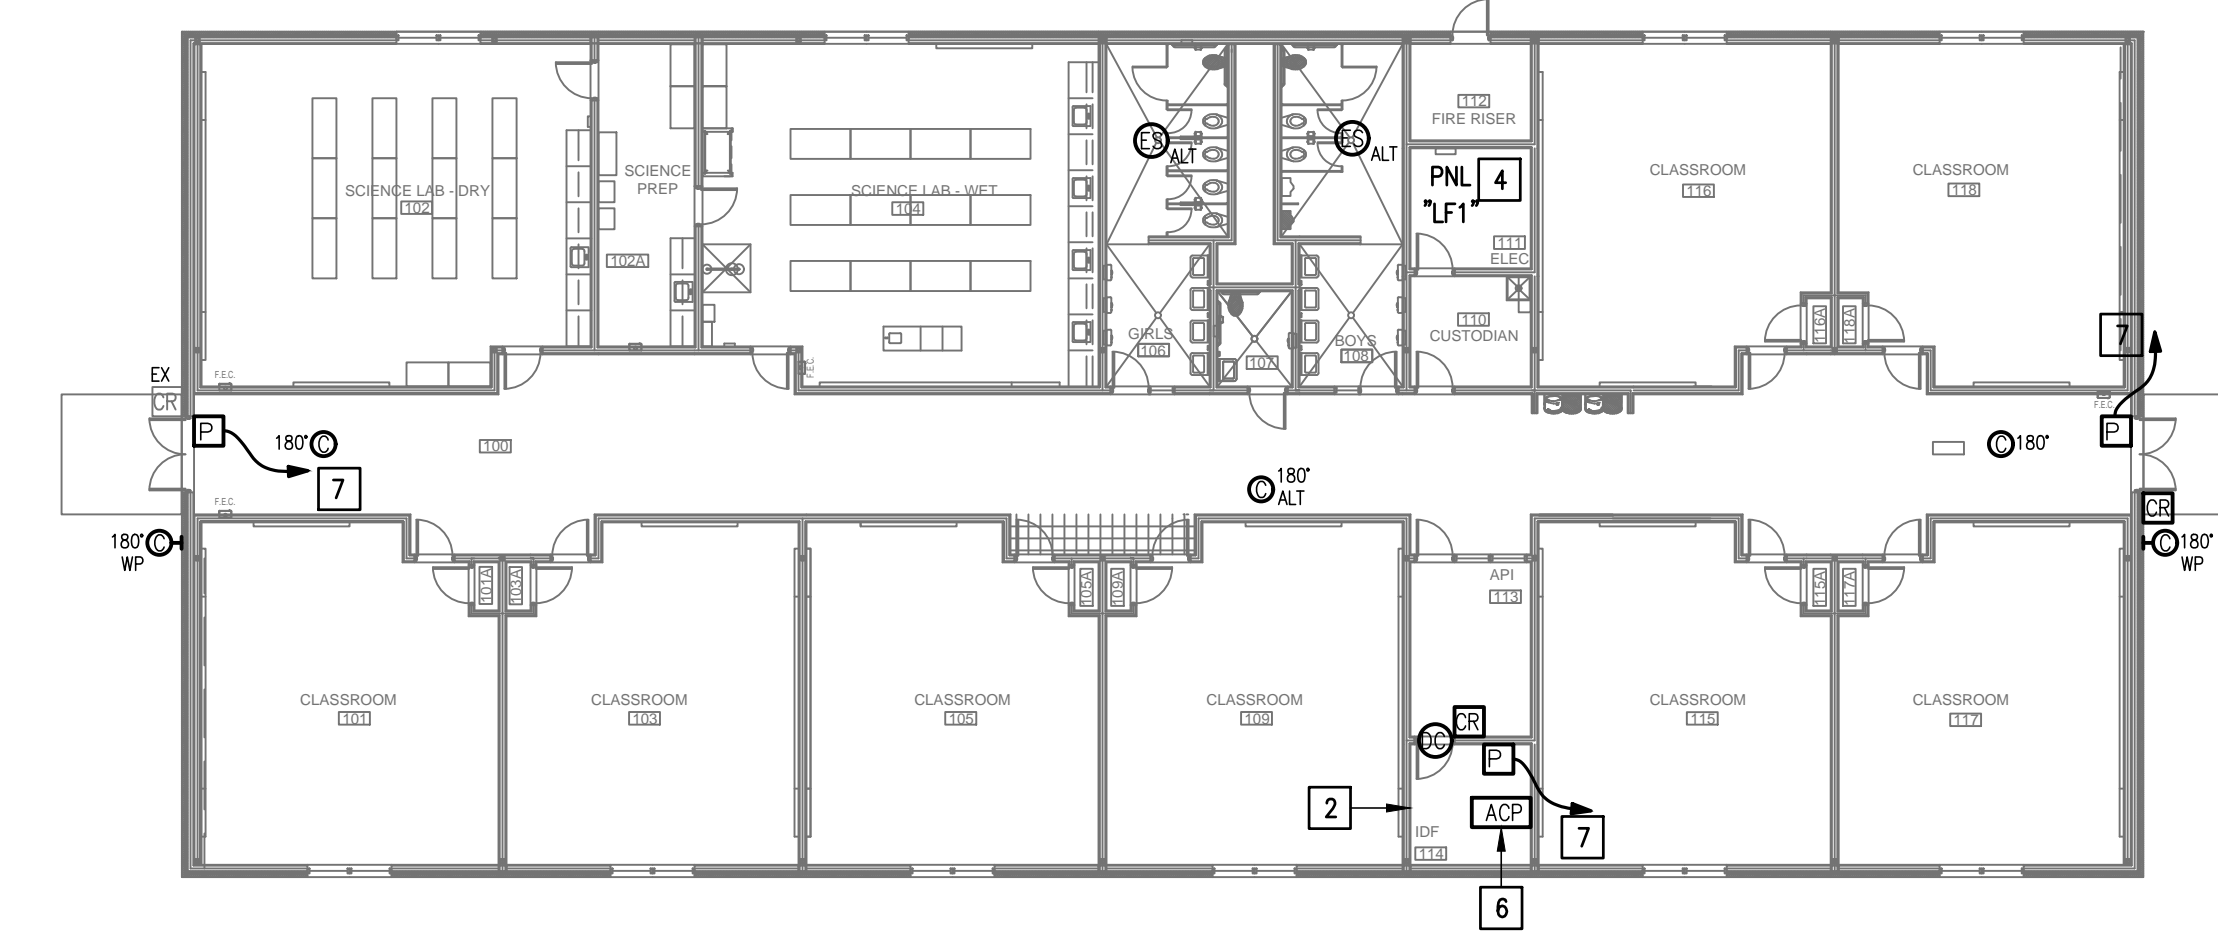 112
FIRE RISER
ES
ALT
ES
ALT
SCIENCE
PREP
CLASSROOM
116
CLASSROOM
118
PNL
4
"LF1"
SCIENCE LAB - DRY
102
SCIENCE LAB - WET
104
111
ELEC
102A
110
CUSTODIAN
116A
118A
GIRLS
106
BOYS
108
107
7
F.E.C.
F.E.C.
EX
CR
F.E.C.
P
180°
C
100
C
180°
P
7
C
180°
ALT
F.E.C.
CR
180°
C
WP
C
180°
WP
101A
103A
105A
109A
API
113
115A
117A
CLASSROOM
101
CLASSROOM
103
CLASSROOM
105
CLASSROOM
109
CLASSROOM
115
CLASSROOM
117
CR
DC
P
2
ACP
IDF
114
7
6